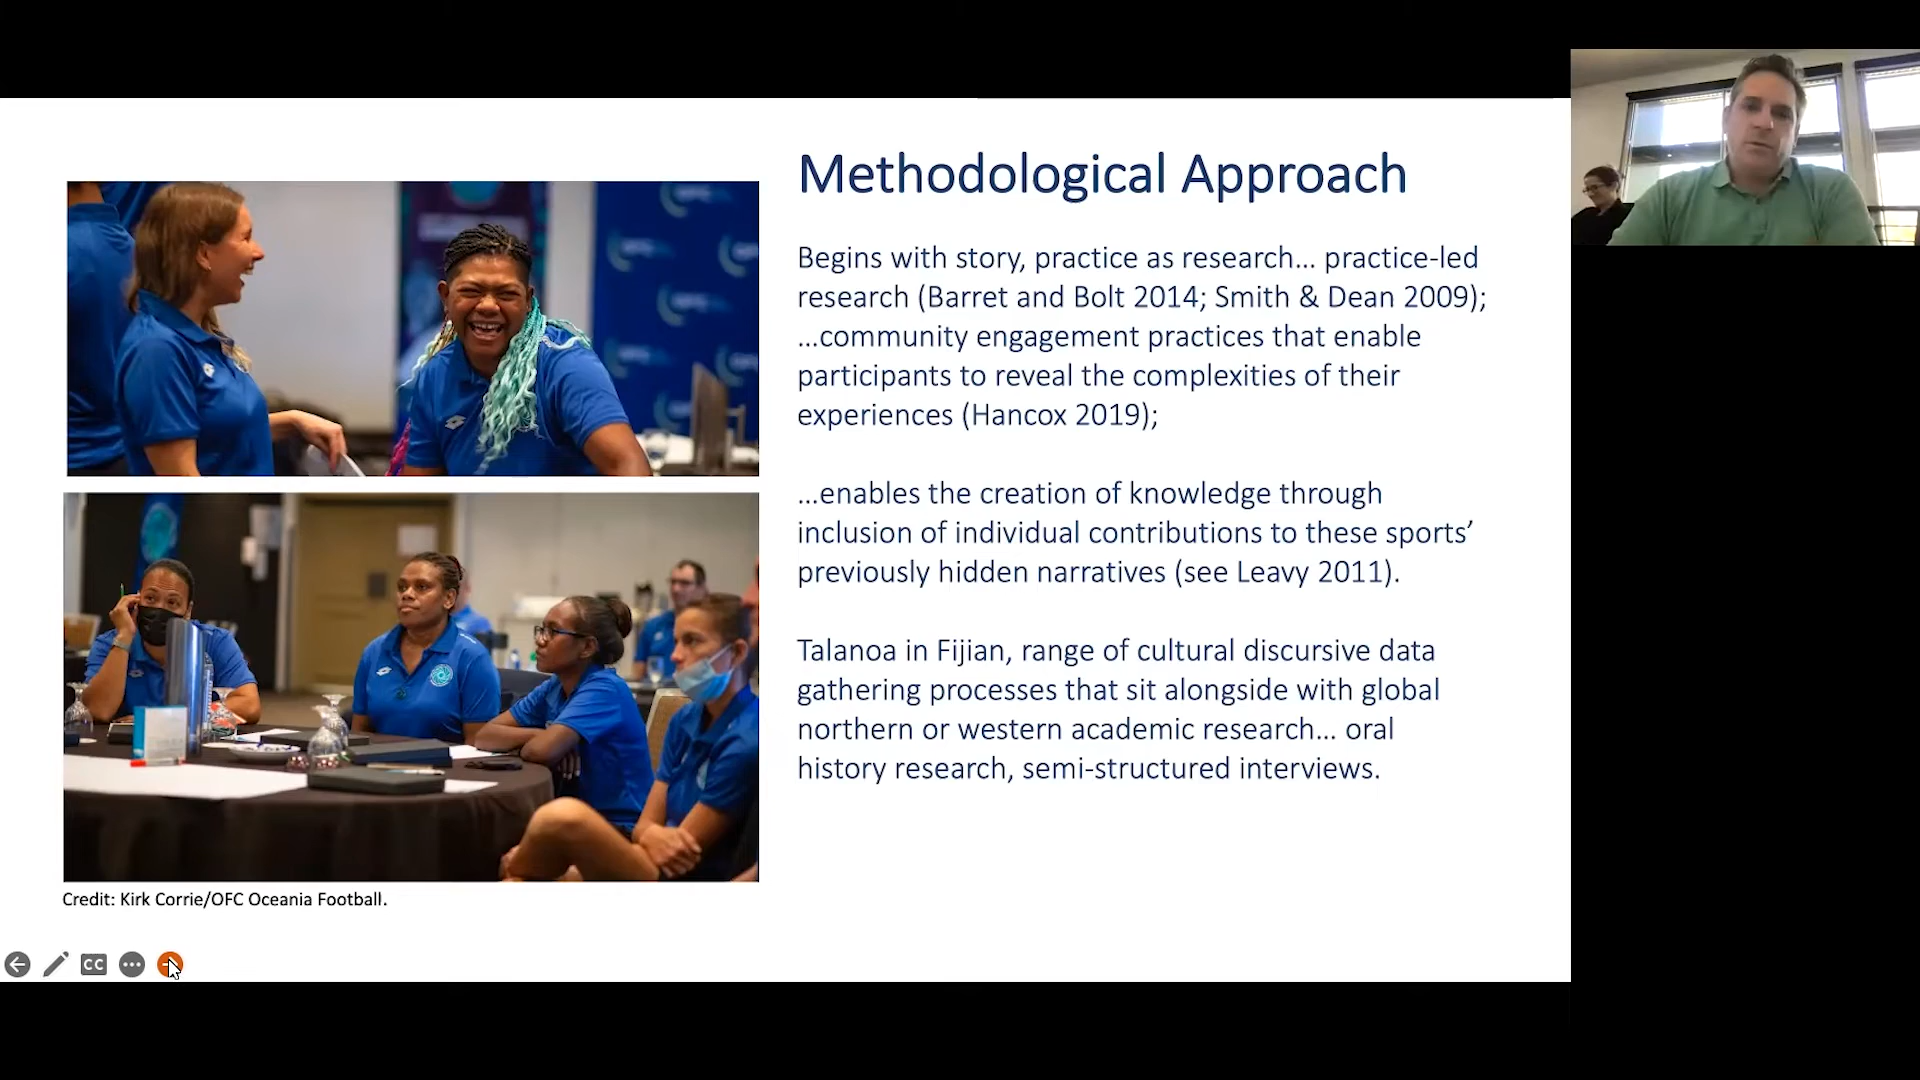 Methodological Approach
Begins with story, practice as research... practice-led
research (Barret and Bolt 2014; Smith & Dean 2009);
...community engagement practices that enable
participants to reveal the complexities of their
experiences (Hancox 2019);
...enables the creation of knowledge through
inclusion of individual contributions to these sports’
previously hidden narratives (see Leavy 2011).
Talanoa in Fijian, range of cultural discursive data
gathering processes that sit alongside with global
northern or western academic research... oral
history research, semi-structured interviews.
Credit: Kirk Corrie/OFC Oceania Football.
CC